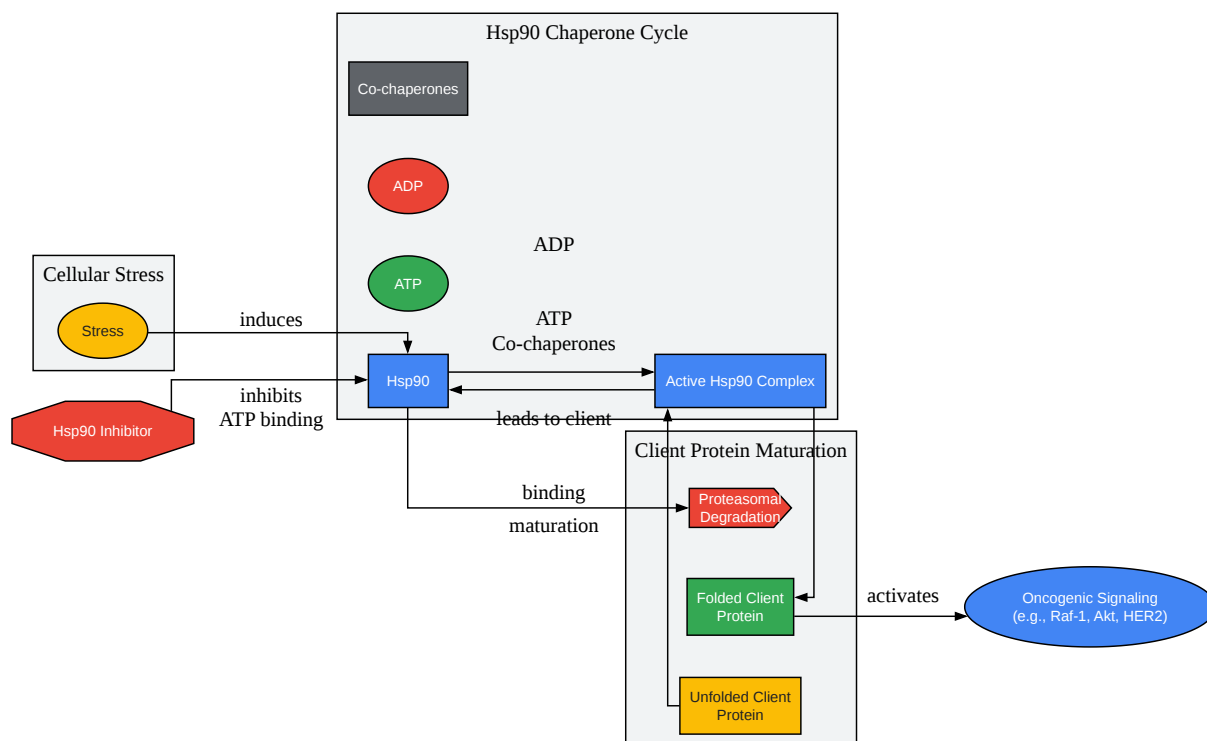 Hsp90 Chaperone Cycle
Co-chaperones
ADP
ADP
ATP
Cellular Stress
Stress
induces
ATP
Co-chaperones
Hsp90
Active Hsp90 Complex
inhibits
ATP binding
Hsp90 Inhibitor
leads to client
Client Protein Maturation
binding
maturation
Proteasomal
Degradation
Folded Client
Protein
activates
Oncogenic Signaling
(e.g., Raf-1, Akt, HER2)
Unfolded Client
Protein